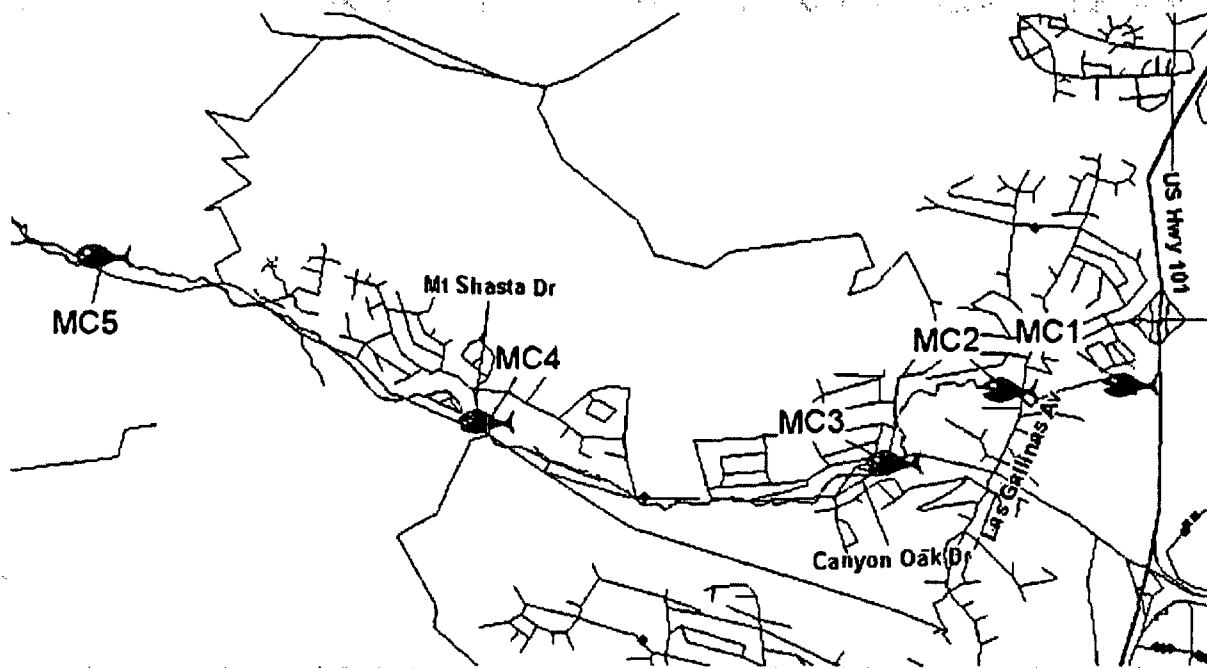 US Hwy 101
Mt Shasta Dr
MC5
MC4
MC2
MC1
MC3
Las Gallinas Av
Canyon Oak Dr